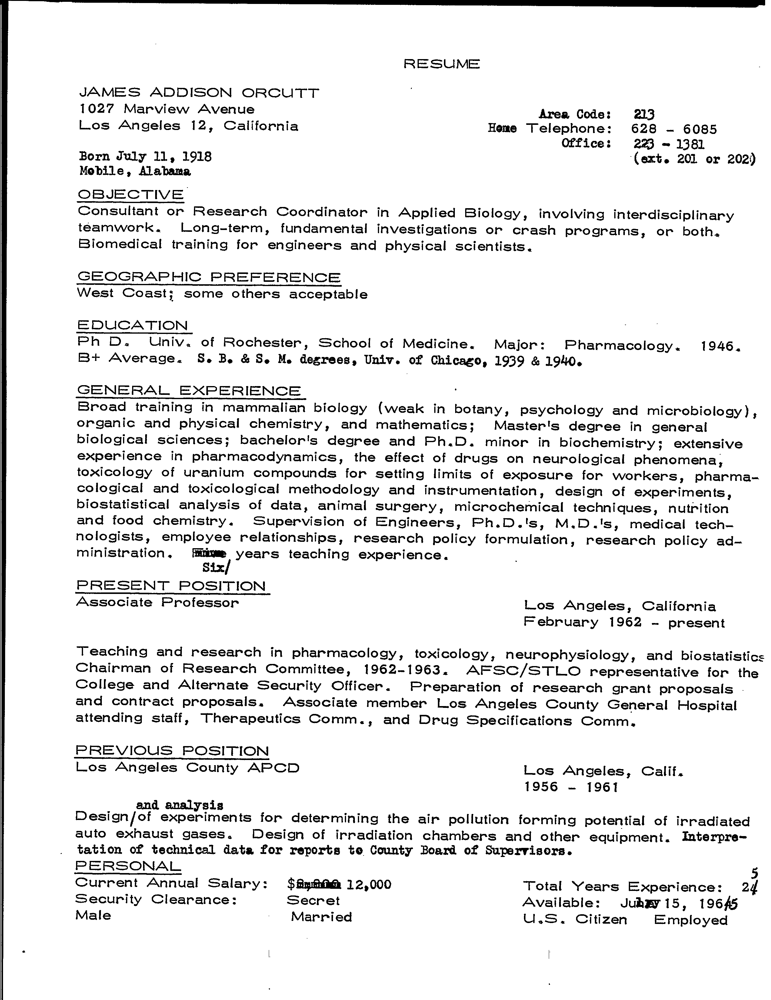 RESUME
JAMES ADDISON ORCUTT
1027 Marview Avenue
Los Angeles 12, California
Area Code: 213
Home Telephone: 628 - 6085
Office: 223 - 1381
(ext. 201 or 202)
Born July 11, 1918
Mobile, Alabama
OBJECTIVE
Consultant or Research Coordinator in Applied Biology, involving interdisciplinary
teamwork. Long-term, fundamental investigations or crash programs, or both.
Biomedical training for engineers and physical scientists.
GEOGRAPHIC PREFERENCE
West Coast; some others acceptable
EDUCATION
Ph D. Univ. of Rochester, School of Medicine. Major: Pharmacology. 1946.
B+ Average. S. B. & S. M. degrees, Univ. of Chicago, 1939 & 1940.
GENERAL EXPERIENCE
Broad training in mammalian biology (weak in botany, psychology and microbiology),
organic and physical chemistry, and mathematics; Master's degree in general
biological sciences; bachelor's degree and Ph.D. minor in biochemistry; extensive
experience in pharmacodynamics, the effect of drugs on neurological phenomena,
toxicology of uranium compounds for setting limits of exposure for workers, pharma-
cological and toxicological methodology and instrumentation, design of experiments,
biostatistical analysis of data, animal surgery, microchemical techniques, nutrition
and food chemistry. Supervision of Engineers, Ph.D.'s, M.D.'s, medical tech-
nologists, employee relationships, research policy formulation, research policy ad-
ministration. years teaching experience.
Six/
PRESENT POSITION
Associate Professor
Los Angeles, California
February 1962 - present
Teaching and research in pharmacology, toxicology, neurophysiology, and biostatistics
Chairman of Research Committee, 1962-1963. AFSC/STLO representative for the
College and Alternate Security Officer. Preparation of research grant proposals
and contract proposals. Associate member Los Angeles County General Hospital
attending staff, Therapeutics Comm., and Drug Specifications Comm.
PREVIOUS POSITION
Los Angeles County APCD
Los Angeles, Calif.
1956 - 1961
and analysis
Design/of experiments for determining the air pollution forming potential of irradiated
auto exhaust gases. Design of irradiation chambers and other equipment. Interpre-
tation of technical data for reports to County Board of Supervisors.
PERSONAL
Current Annual Salary: $ 12,000
Security Clearance: Secret
Male Married
5
Total Years Experience: 24
Available: 15, 1965
U.S. Citizen Employed